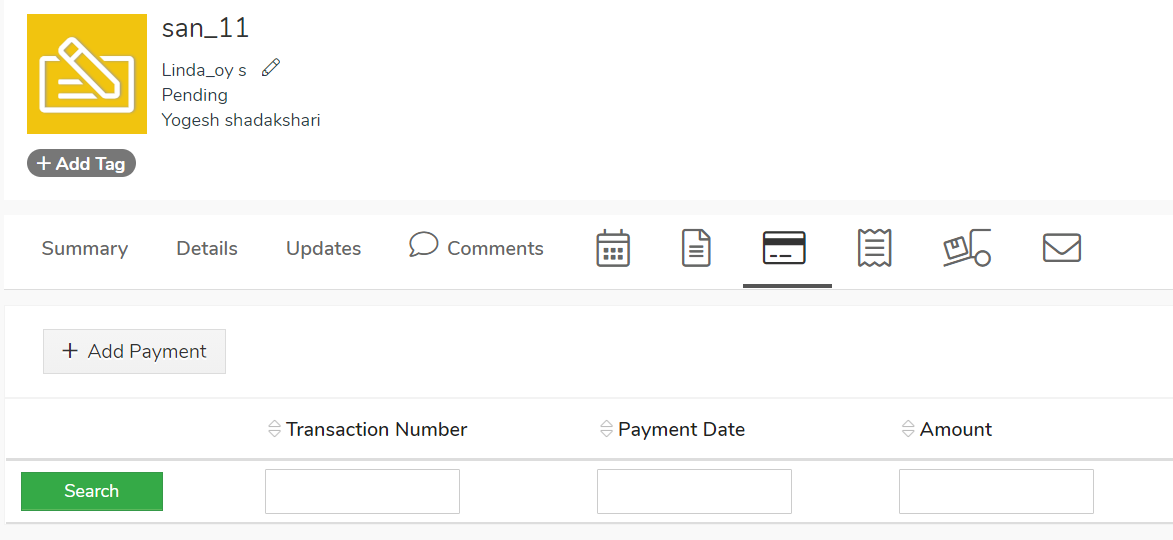 san_11
Linda_oy s
Pending
Yogesh shadakshari
+ Add Tag
Summary Details Updates Comments
+ Add Payment
Transaction Number Payment Date Amount
Search